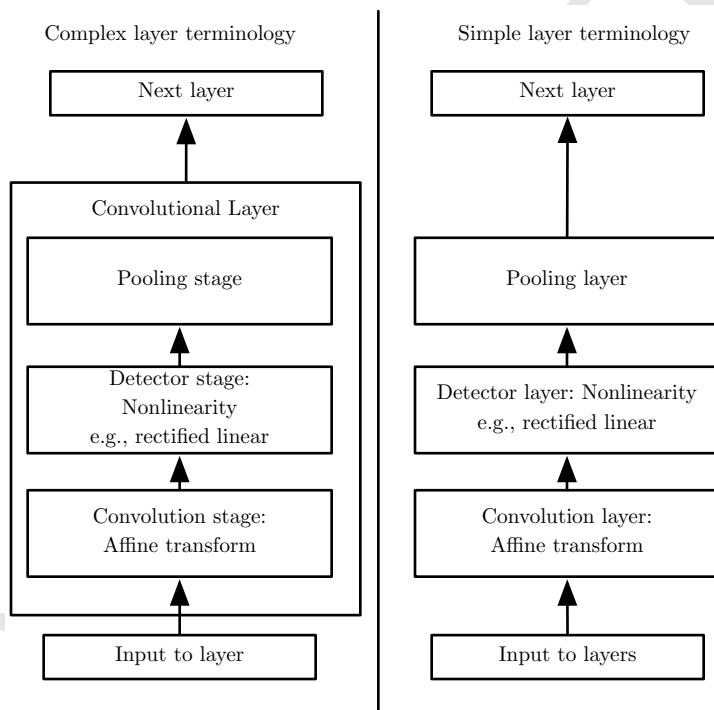 Complex layer terminology
Next layer
Convolutional Layer
Pooling stage
Detector stage:
Nonlinearity
e.g., rectified linear
Convolution stage:
Affine transform
Input to layer
Simple layer terminology
Next layer
Pooling layer
Detector layer: Nonlinearity
e.g., rectified linear
Convolution layer:
Affine transform
Input to layers